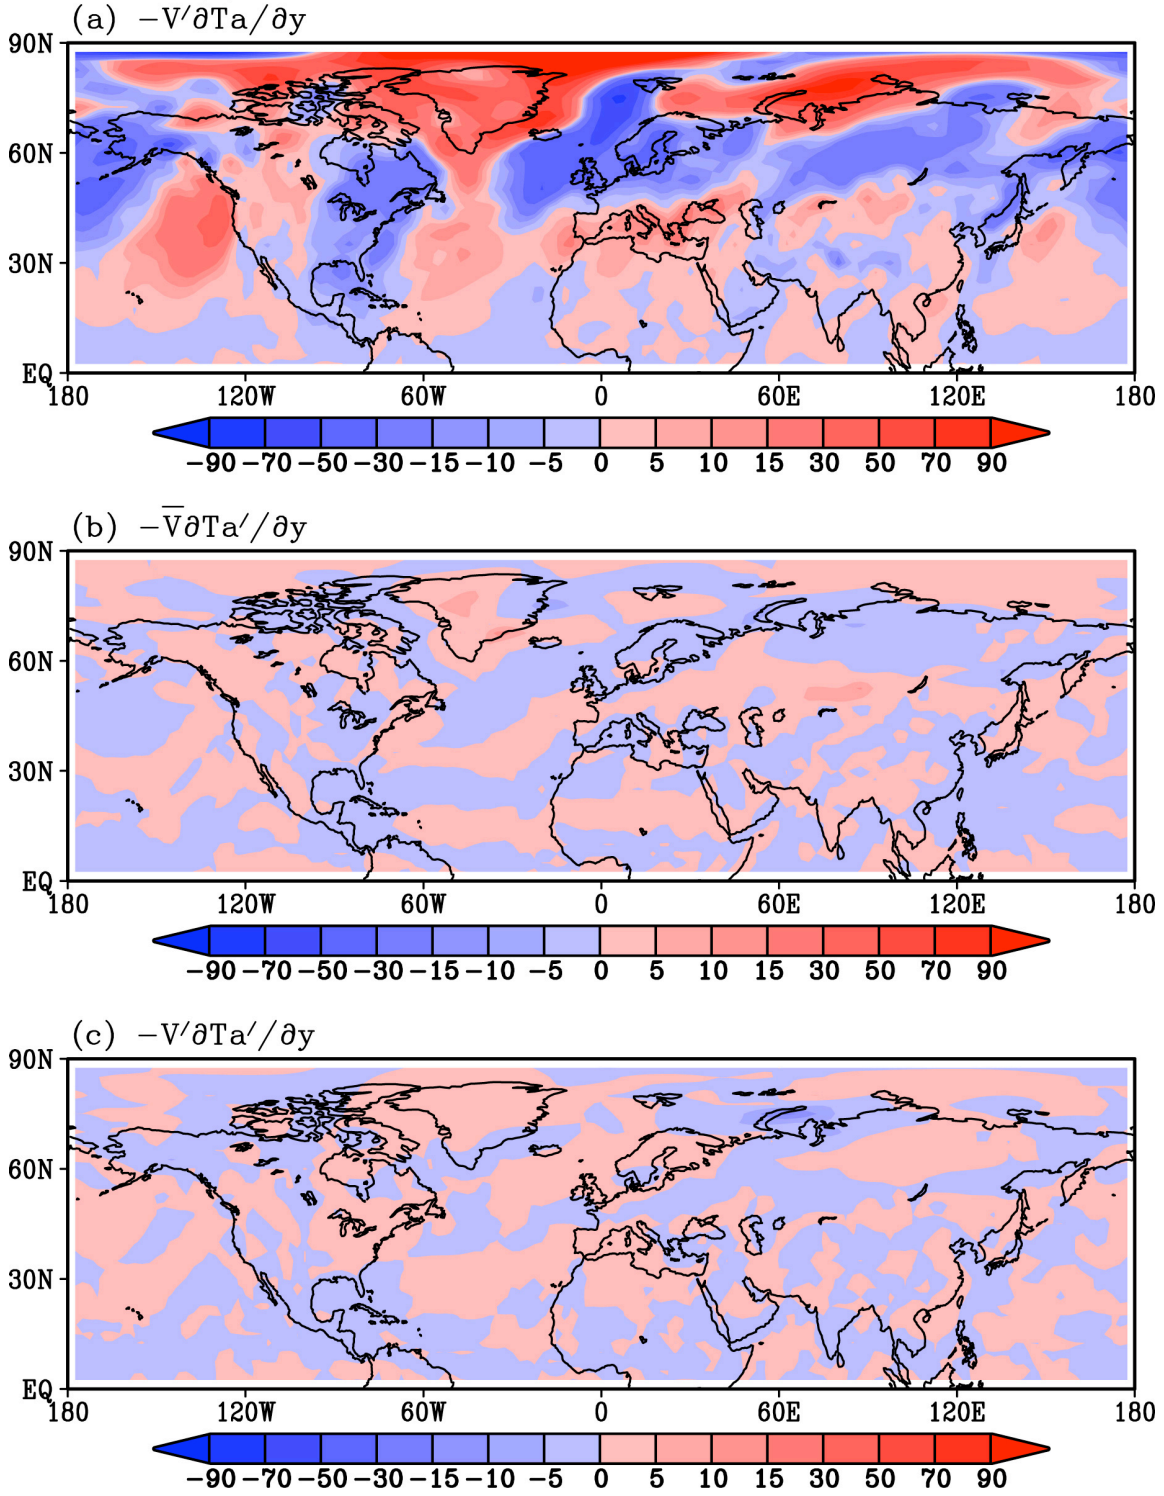 (a) −V′∂Ta/∂y
90N
60N
30N
EQ
180 120W 60W 0 60E 120E 180
−90 −70 −50 −30 −15 −10 −5 0 5 10 15 30 50 70 90
(b) −V̅∂Ta′/∂y
90N
60N
30N
EQ
180 120W 60W 0 60E 120E 180
−90 −70 −50 −30 −15 −10 −5 0 5 10 15 30 50 70 90
(c) −V′∂Ta′/∂y
90N
60N
30N
EQ
180 120W 60W 0 60E 120E 180
−90 −70 −50 −30 −15 −10 −5 0 5 10 15 30 50 70 90